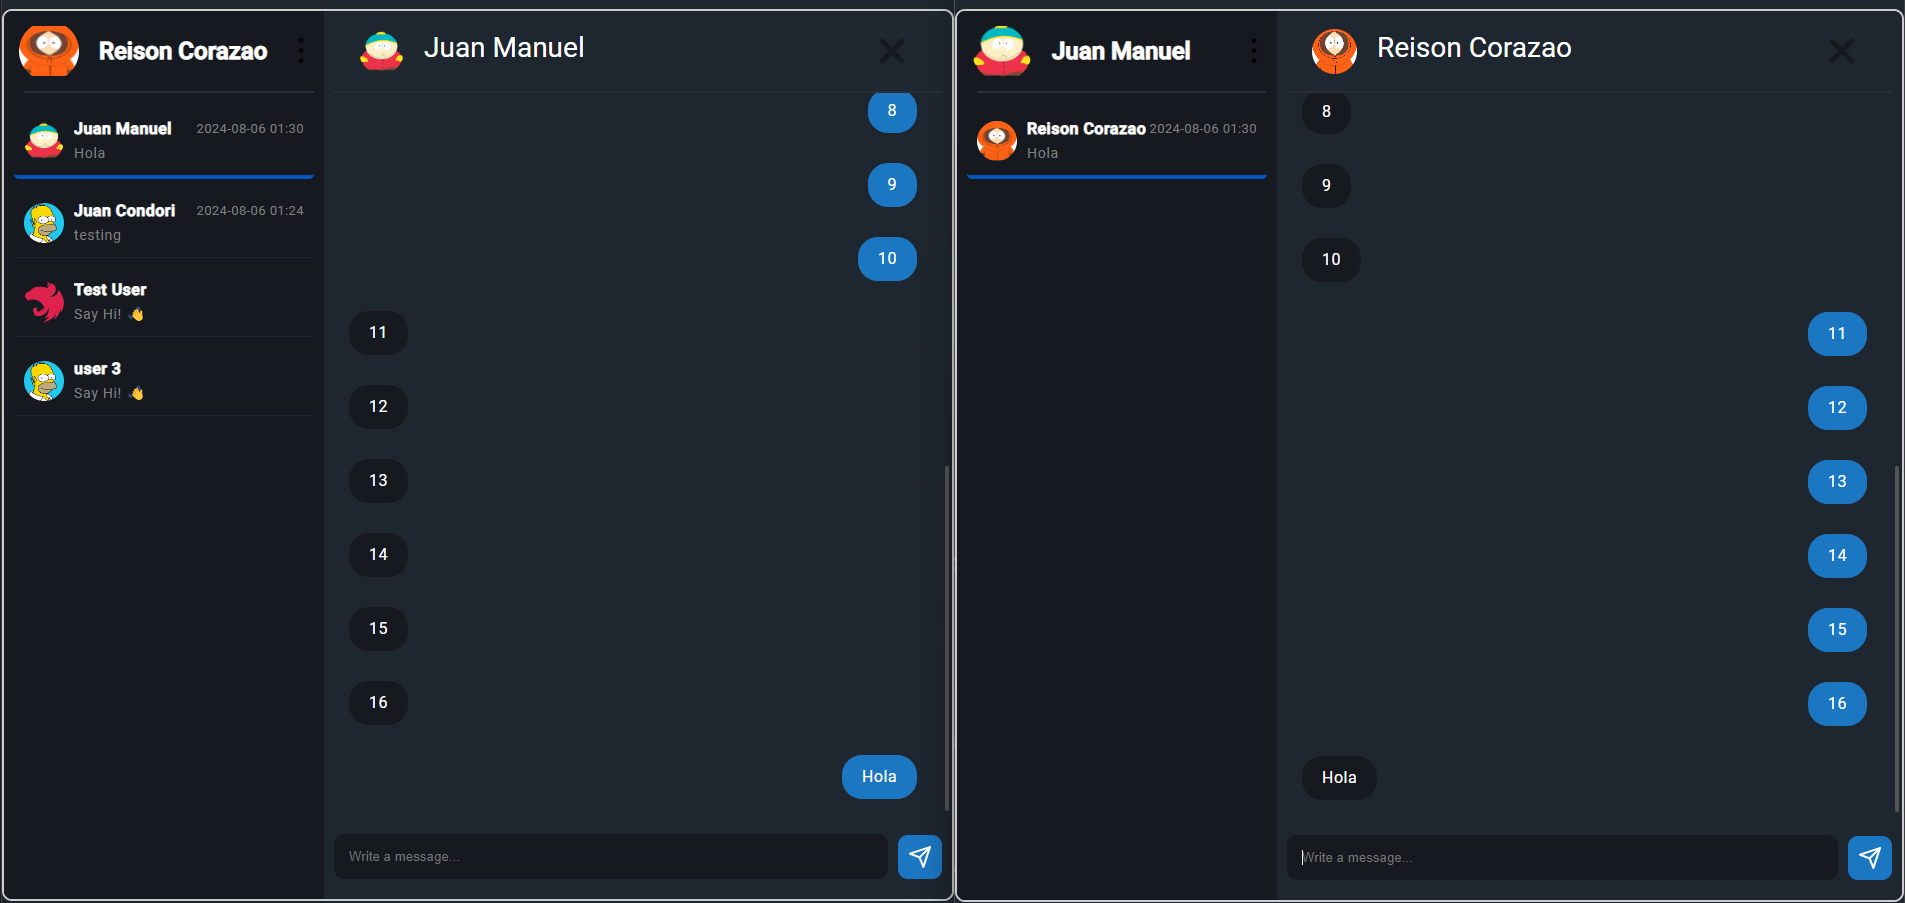 Reison Corazao
Juan Manuel 2024-08-06 01:30
Hola
Juan Condori 2024-08-06 01:24
testing
Test User
Say Hi! 👋
user 3
Say Hi! 👋
Juan Manuel
8
9
10
11
12
13
14
15
16
Hola
Write a message...
Juan Manuel
Reison Corazao 2024-08-06 01:30
Hola
Reison Corazao
8
9
10
11
12
13
14
15
16
Hola
Write a message...